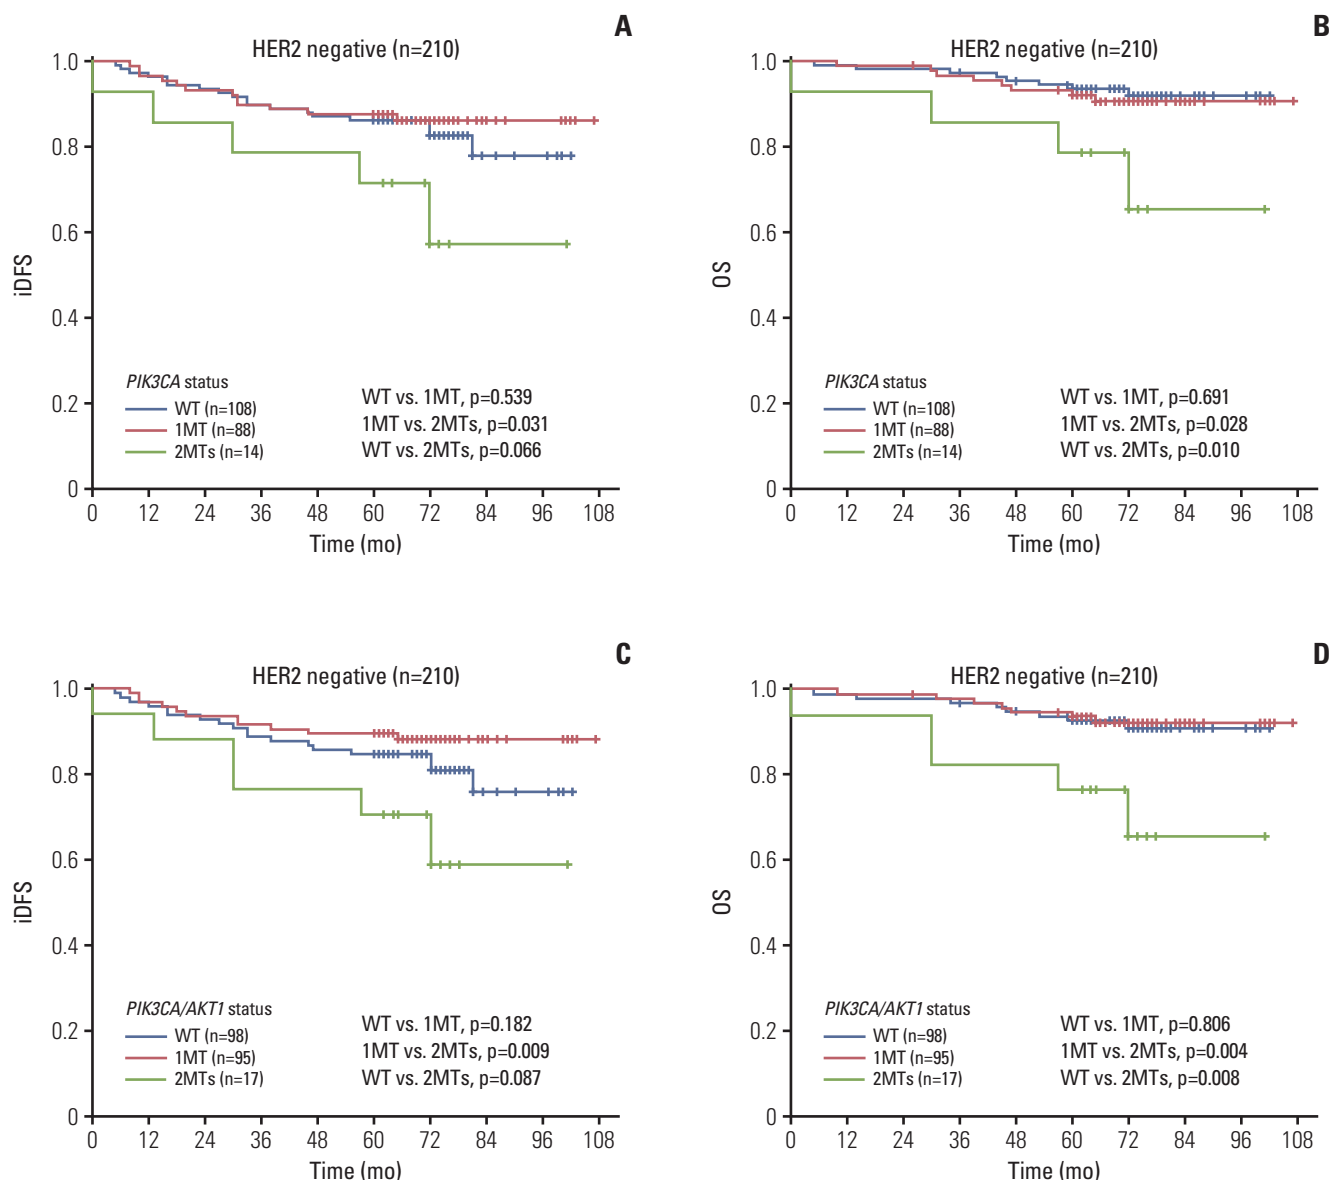 A
HER2 negative (n=210)
1.0
0.8
0.6
0.4
0.2
0
iDFS
PIK3CA status
WT (n=108)
1MT (n=88)
2MTs (n=14)
WT vs. 1MT, p=0.539
1MT vs. 2MTs, p=0.031
WT vs. 2MTs, p=0.066
0 12 24 36 48 60 72 84 96 108
Time (mo)
B
HER2 negative (n=210)
1.0
0.8
0.6
0.4
0.2
0
OS
PIK3CA status
WT (n=108)
1MT (n=88)
2MTs (n=14)
WT vs. 1MT, p=0.691
1MT vs. 2MTs, p=0.028
WT vs. 2MTs, p=0.010
0 12 24 36 48 60 72 84 96 108
Time (mo)
C
HER2 negative (n=210)
1.0
0.8
0.6
0.4
0.2
0
iDFS
PIK3CA/AKT1 status
WT (n=98)
1MT (n=95)
2MTs (n=17)
WT vs. 1MT, p=0.182
1MT vs. 2MTs, p=0.009
WT vs. 2MTs, p=0.087
0 12 24 36 48 60 72 84 96 108
Time (mo)
D
HER2 negative (n=210)
1.0
0.8
0.6
0.4
0.2
0
OS
PIK3CA/AKT1 status
WT (n=98)
1MT (n=95)
2MTs (n=17)
WT vs. 1MT, p=0.806
1MT vs. 2MTs, p=0.004
WT vs. 2MTs, p=0.008
0 12 24 36 48 60 72 84 96 108
Time (mo)